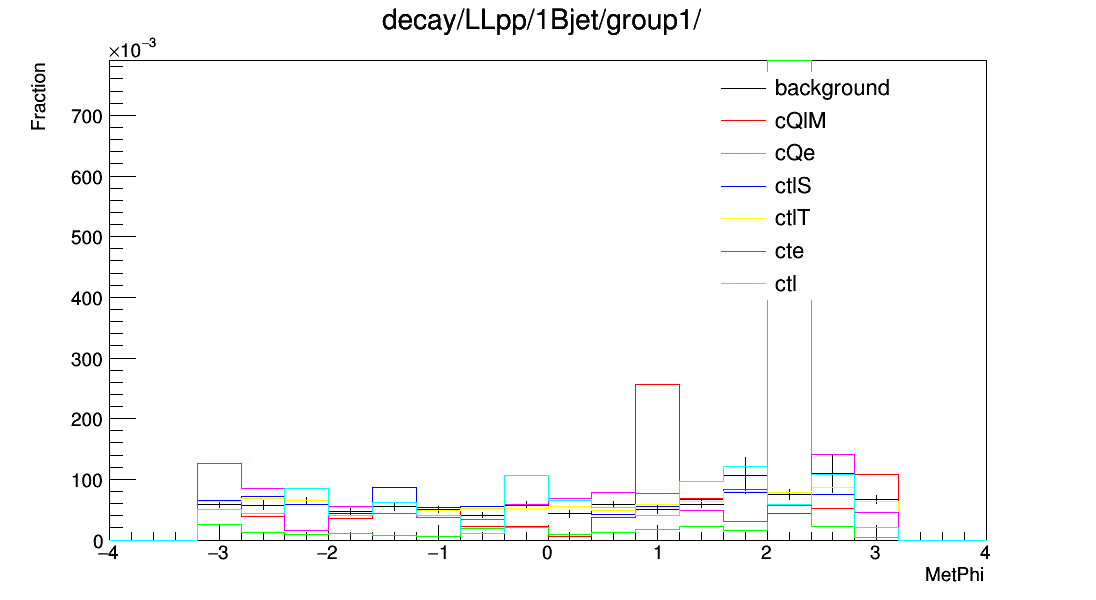 decay/LLpp/1Bjet/group1/
×10⁻³
Fraction
700
600
500
400
300
200
100
0
background
cQlM
cQe
ctlS
ctlT
cte
ctl
−4 −3 −2 −1 0 1 2 3 4
MetPhi